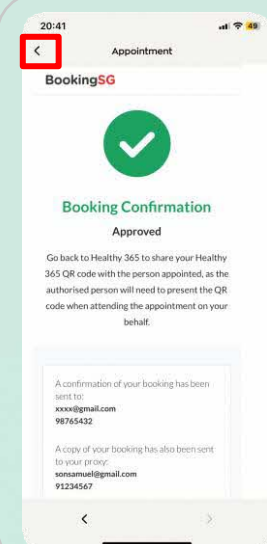 20:41
49
Appointment
BookingSG
Booking Confirmation
Approved
Go back to Healthy 365 to share your Healthy
365 QR code with the person appointed, as the
authorised person will need to present the QR
code when attending the appointment on your
behalf.
A confirmation of your booking has been
sent to:
xxxx@gmail.com
98765432
A copy of your booking has also been sent
to your proxy:
sonsamuel@gmail.com
91234567